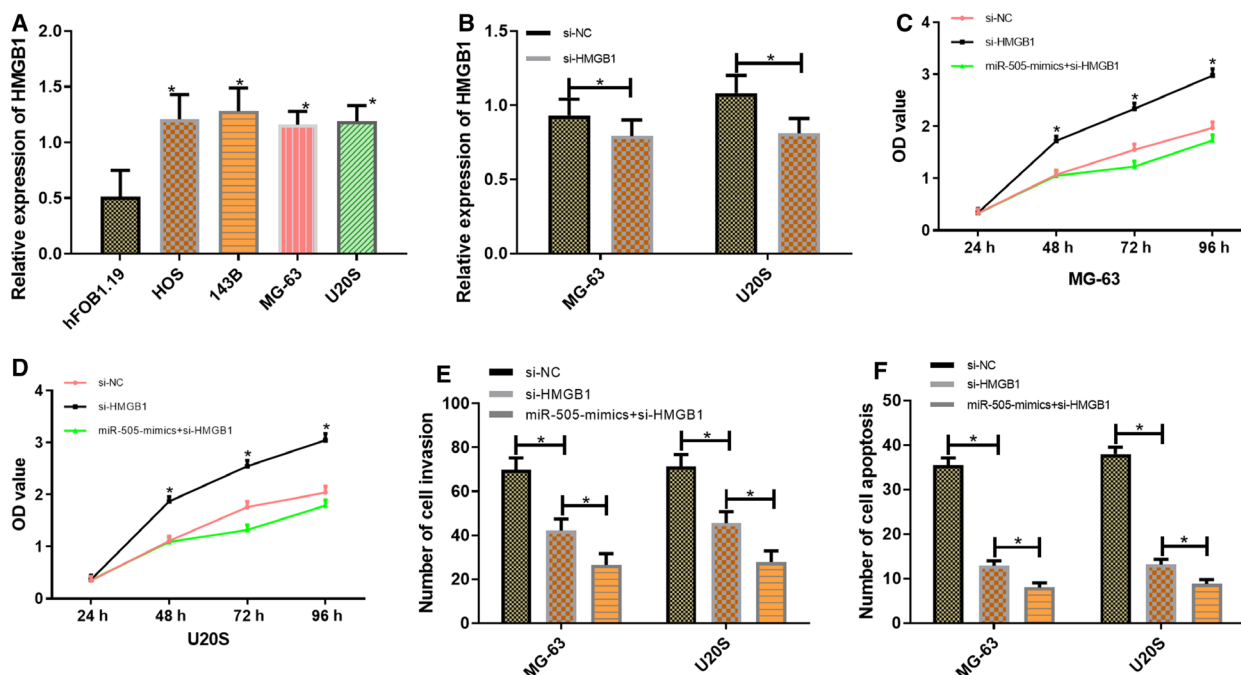 A
Relative expression of HMGB1
1.5
1.0
0.5
0.0
*
*
*
*
hFOB1.19
HOS
143B
MG-63
U20S
B
Relative expression of HMGB1
si-NC
si-HMGB1
1.5
1.0
0.5
0.0
*
*
MG-63
U20S
C
si-NC
si-HMGB1
miR-505-mimics+si-HMGB1
OD value
4
3
2
1
0
*
*
*
24 h 48 h 72 h 96 h
MG-63
D
si-NC
si-HMGB1
miR-505-mimics+si-HMGB1
OD value
4
3
2
1
0
*
*
*
24 h 48 h 72 h 96 h
U20S
E
si-NC
si-HMGB1
miR-505-mimics+si-HMGB1
Number of cell invasion
100
80
60
40
20
0
*
*
*
*
MG-63
U20S
F
si-NC
si-HMGB1
miR-505-mimics+si-HMGB1
Number of cell apoptosis
50
40
30
20
10
0
*
*
*
*
MG-63
U20S